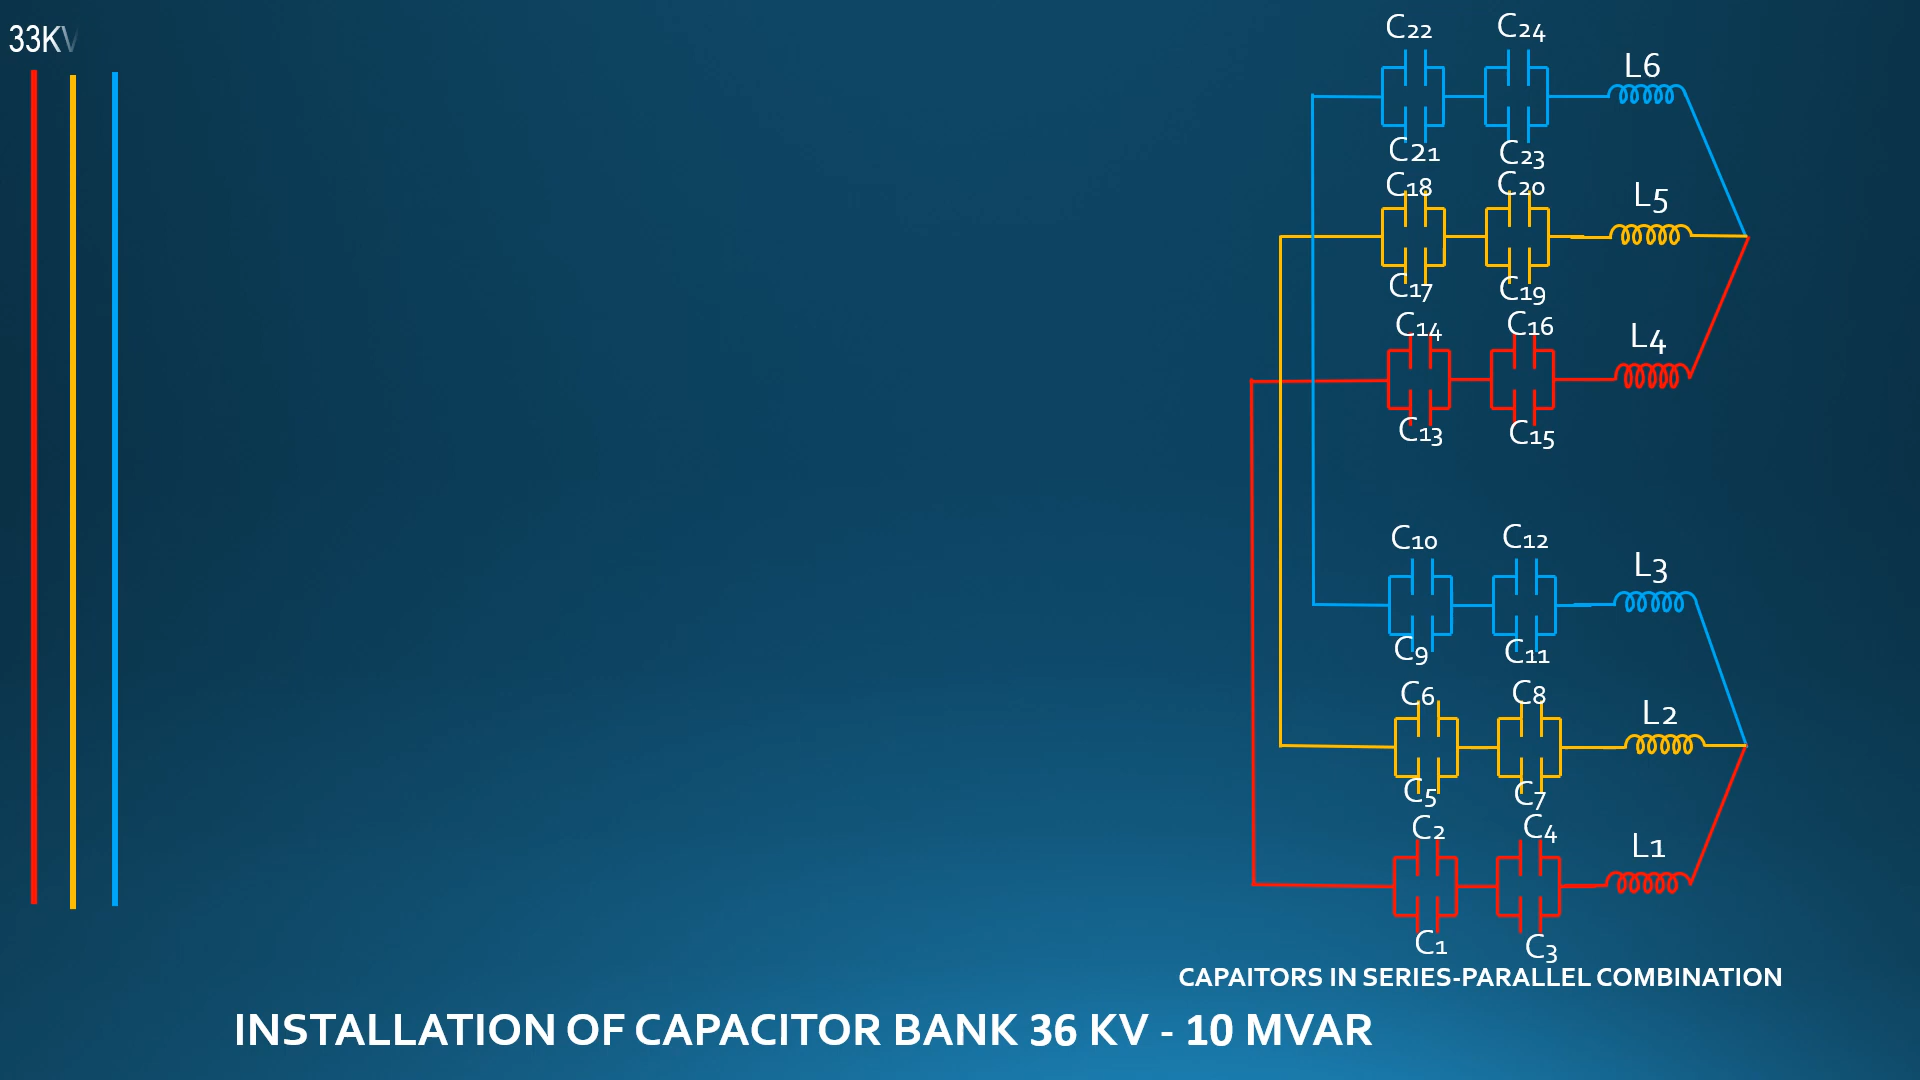 33KV
C22 C24
L6
C21 C23
C18 C20
L5
C17 C19
C14 C16
L4
C13 C15
C10 C12
L3
C9 C11
C6 C8
L2
C5 C7
C2 C4
L1
C1 C3
CAPAITORS IN SERIES-PARALLEL COMBINATION
INSTALLATION OF CAPACITOR BANK 36 KV - 10 MVAR